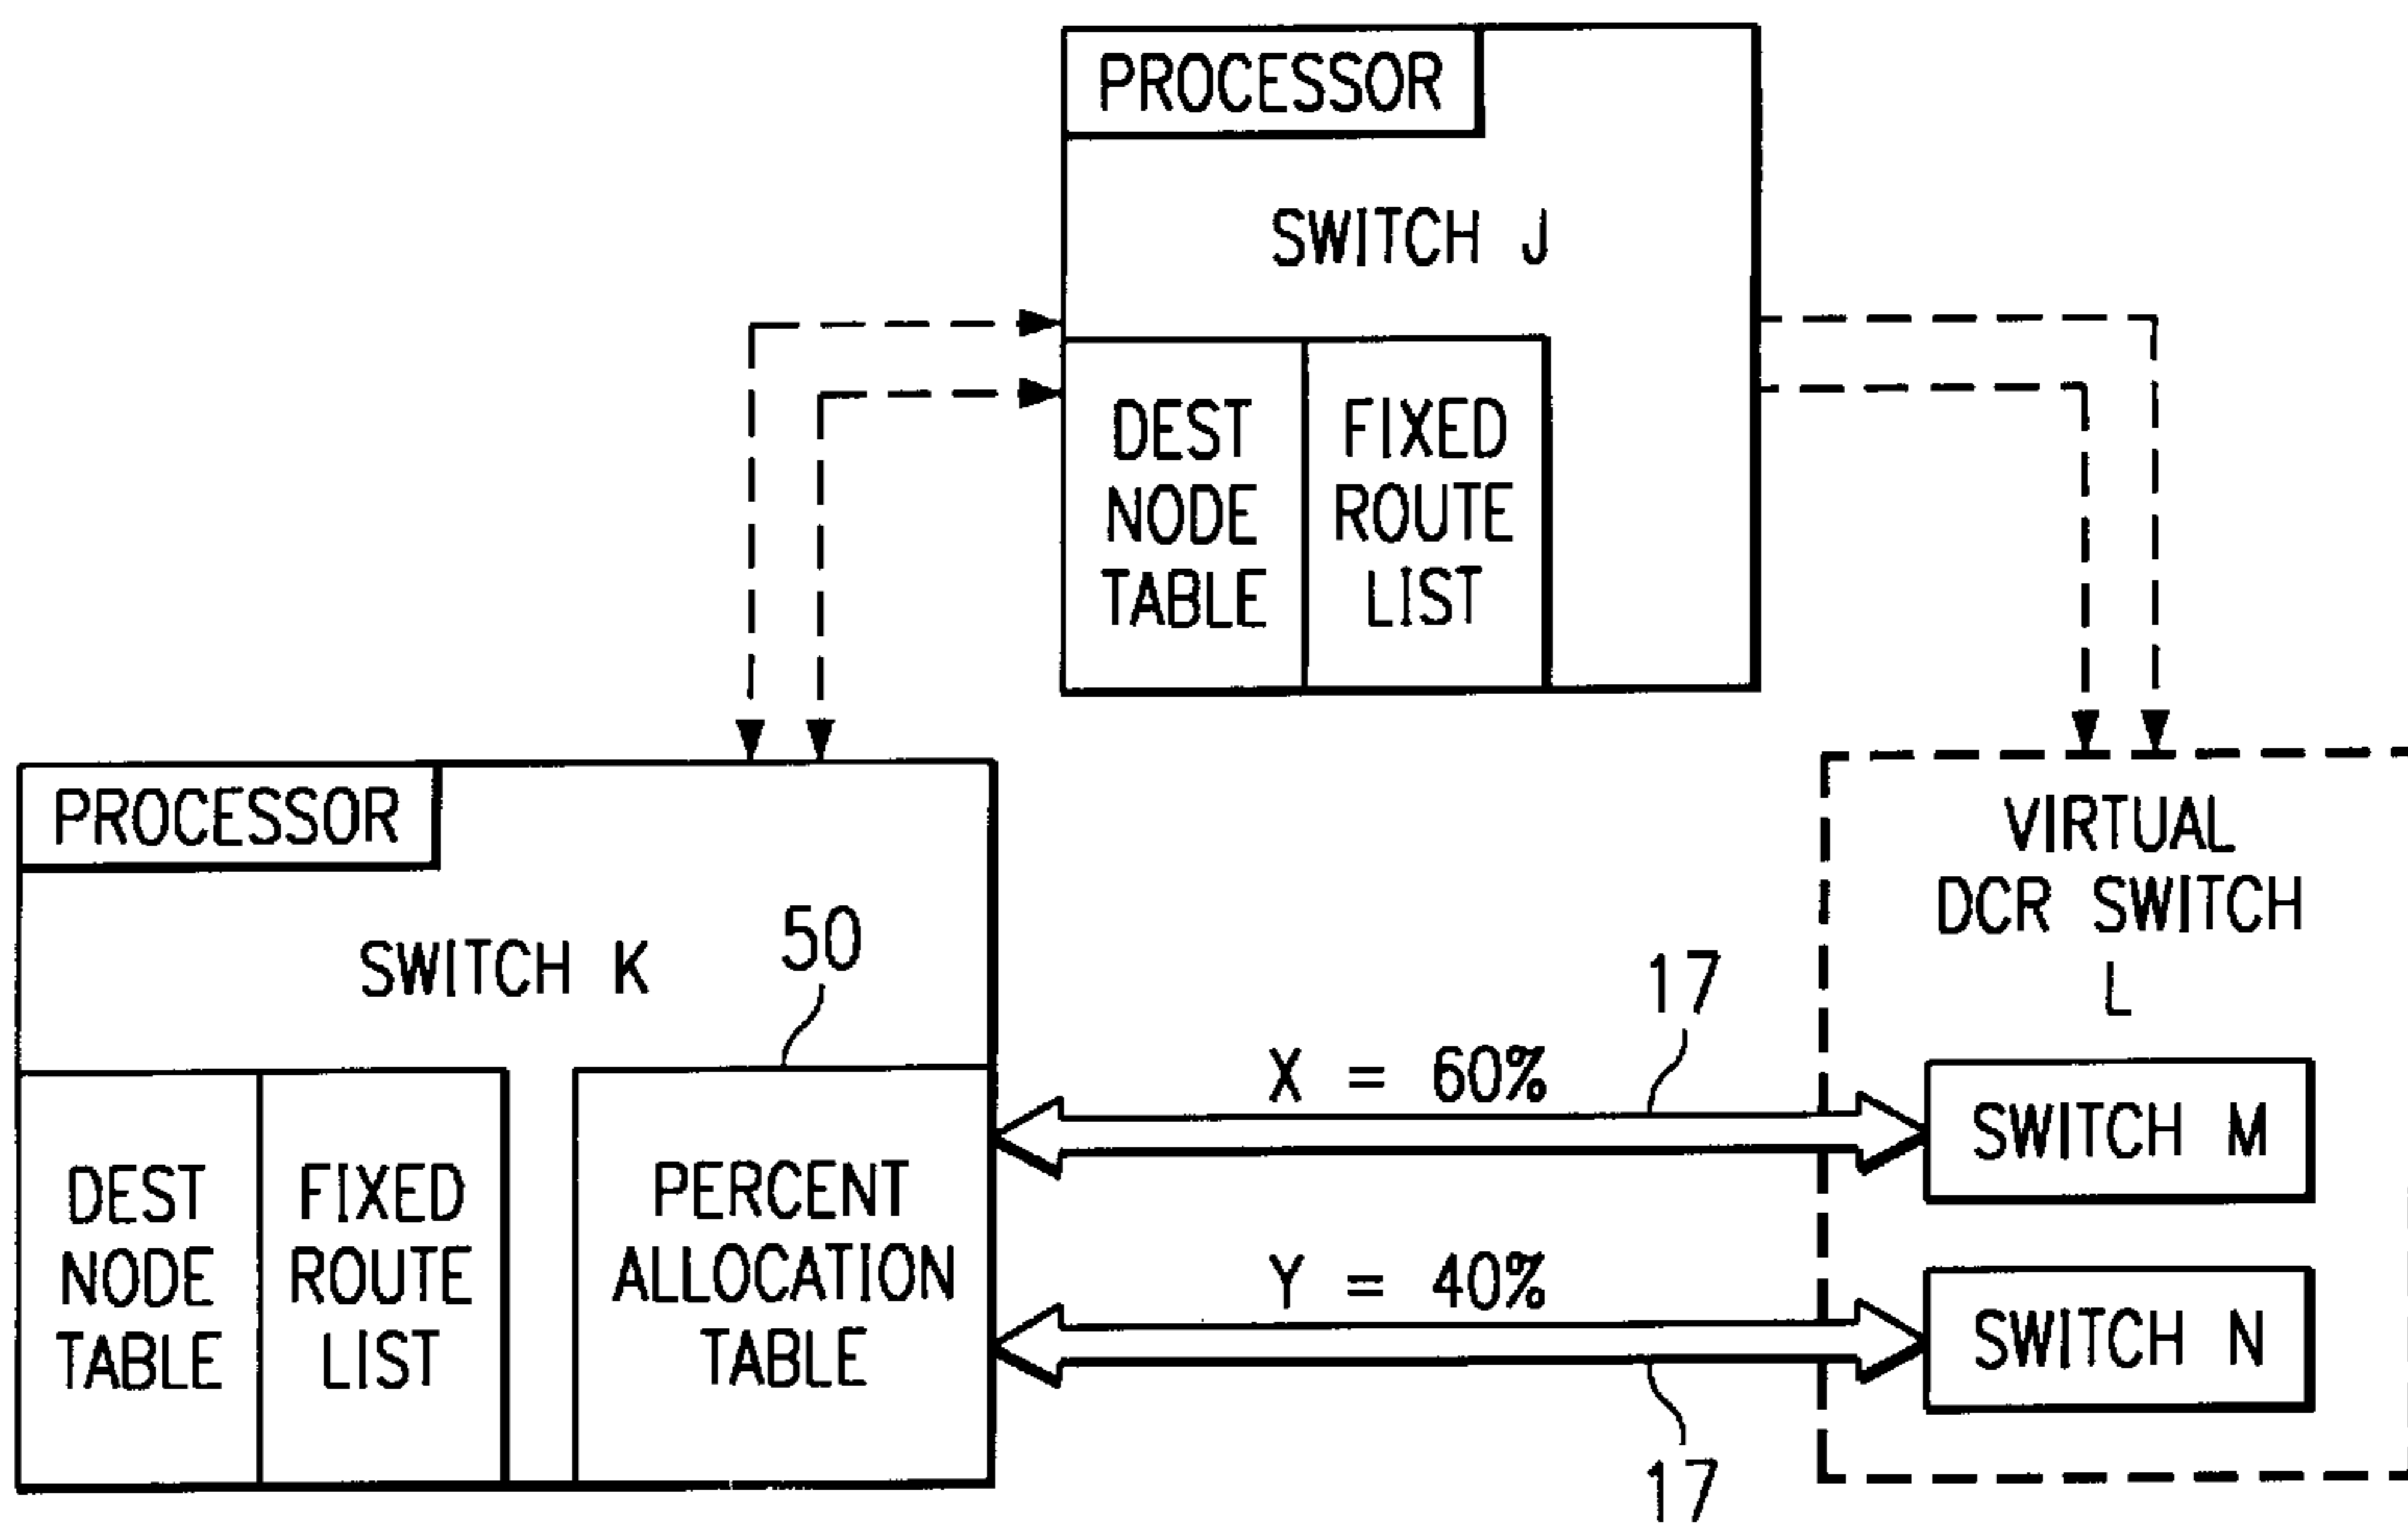 PROCESSOR
SWITCH J
DEST
NODE
TABLE
FIXED
ROUTE
LIST
PROCESSOR
SWITCH K
50
DEST
NODE
TABLE
FIXED
ROUTE
LIST
PERCENT
ALLOCATION
TABLE
X = 60%
17
Y = 40%
17
VIRTUAL
DCR SWITCH
L
SWITCH M
SWITCH N